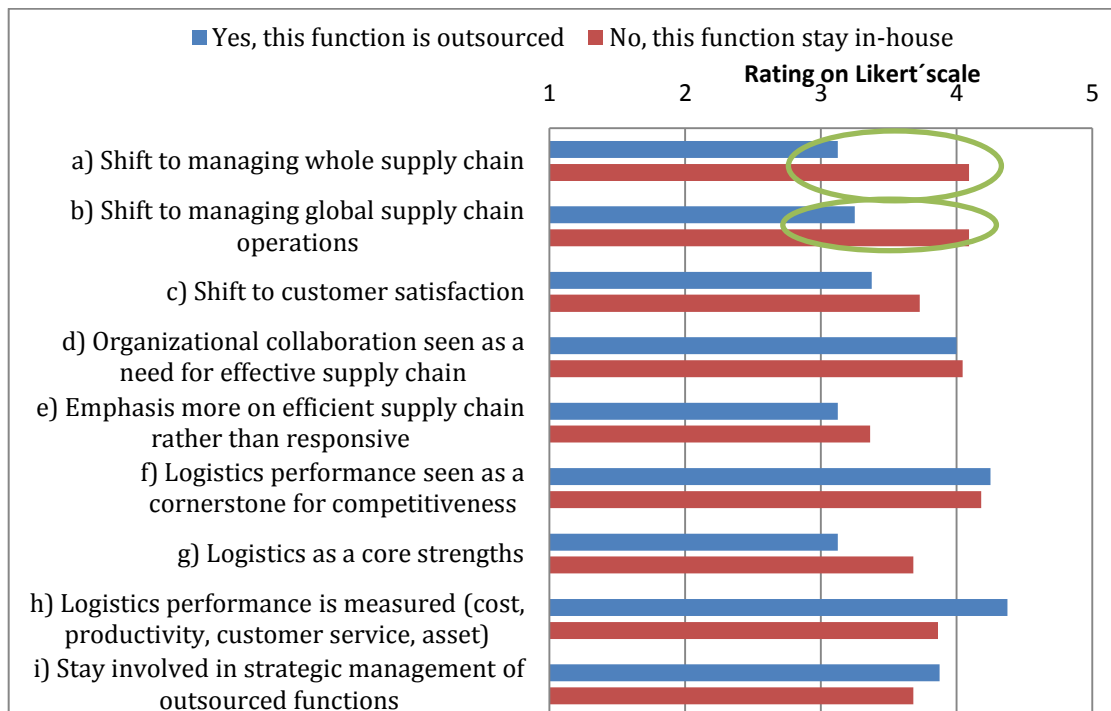 Yes, this function is outsourced No, this function stay in-house
Rating on Likert´scale
1 2 3 4 5
a) Shift to managing whole supply chain
b) Shift to managing global supply chain
operations
c) Shift to customer satisfaction
d) Organizational collaboration seen as a
need for effective supply chain
e) Emphasis more on efficient supply chain
rather than responsive
f) Logistics performance seen as a
cornerstone for competitiveness
g) Logistics as a core strengths
h) Logistics performance is measured (cost,
productivity, customer service, asset)
i) Stay involved in strategic management of
outsourced functions